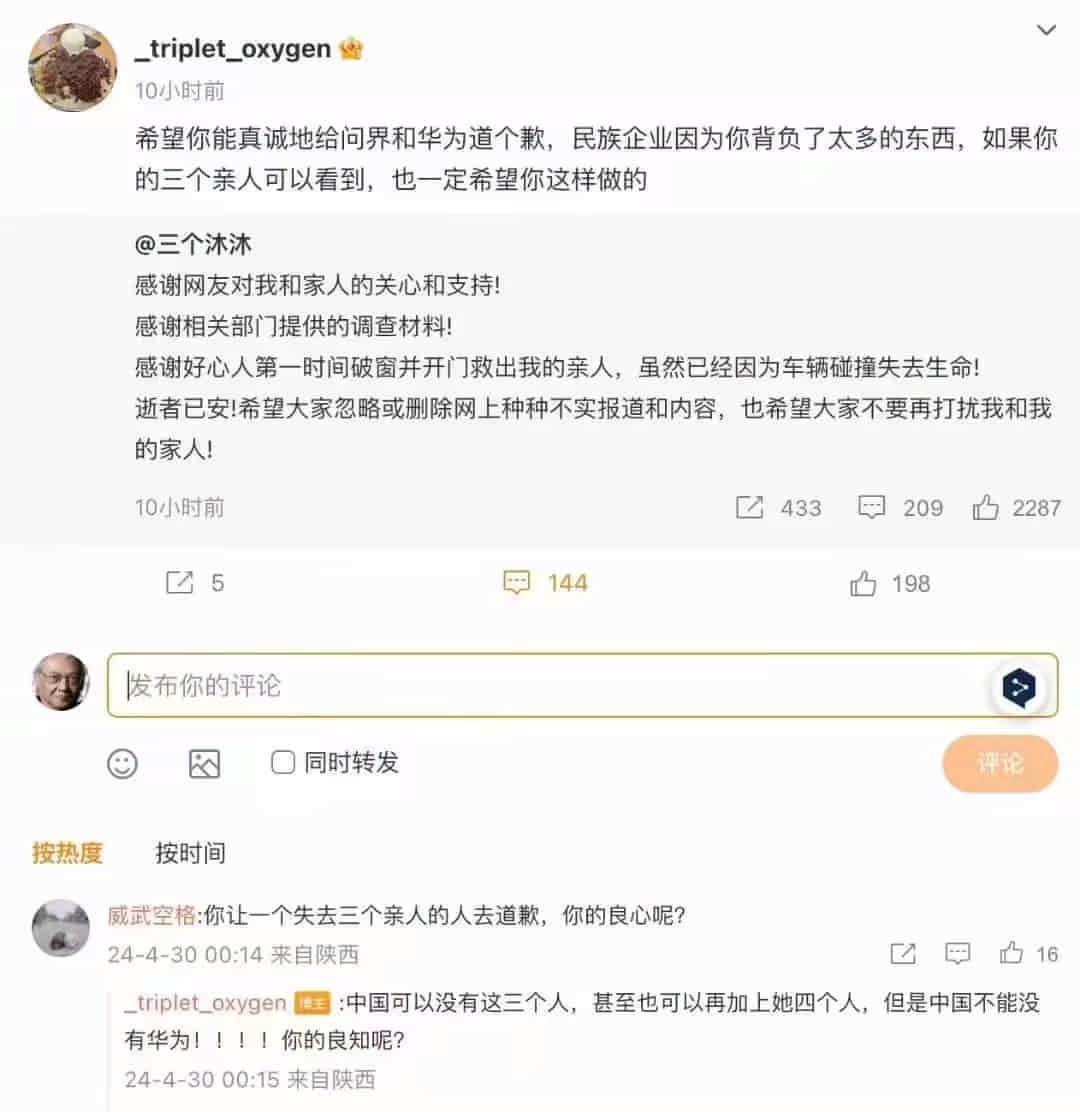 _triplet_oxygen
10小时前
希望你能真诚地给问界和华为道个歉，民族企业因为你背负了太多的东西，如果你
的三个亲人可以看到，也一定希望你这样做的
@三个沐沐
感谢网友对我和家人的关心和支持!
感谢相关部门提供的调查材料!
感谢好心人第一时间破窗并开门救出我的亲人，虽然已经因为车辆碰撞失去生命!
逝者已安!希望大家忽略或删除网上种种不实报道和内容，也希望大家不要再打扰我和我
的家人!
10小时前 433 209 2287
5 144 198
发布你的评论
同时转发 评论
按热度 按时间
威武空格:你让一个失去三个亲人的人去道歉，你的良心呢?
24-4-30 00:14 来自陕西 16
_triplet_oxygen 博主 :中国可以没有这三个人，甚至也可以再加上她四个人，但是中国不能没
有华为！！！！你的良知呢?
24-4-30 00:15 来自陕西